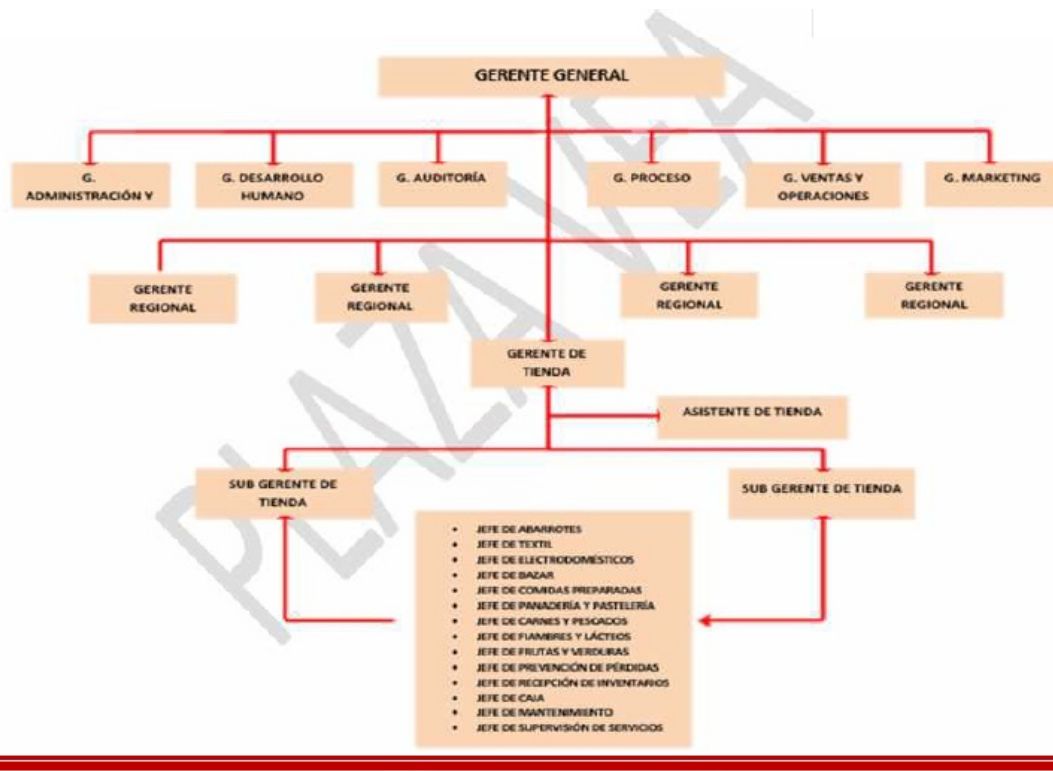 GERENTE GENERAL
G.
ADMINISTRACIÓN Y
G. DESARROLLO
HUMANO
G. AUDITORÍA
G. PROCESO
G. VENTAS Y
OPERACIONES
G. MARKETING
GERENTE
REGIONAL
GERENTE
REGIONAL
GERENTE
REGIONAL
GERENTE
REGIONAL
GERENTE DE
TIENDA
ASISTENTE DE TIENDA
SUB GERENTE DE
TIENDA
SUB GERENTE DE TIENDA
• JEFE DE ABARROTES
• JEFE DE TEXTIL
• JEFE DE ELECTRODOMÉSTICOS
• JEFE DE BAZAR
• JEFE DE COMIDAS PREPARADAS
• JEFE DE PANADERÍA Y PASTELERÍA
• JEFE DE CARNES Y PESCADOS
• JEFE DE FIAMBRES Y LÁCTEOS
• JEFE DE FRUTAS Y VERDURAS
• JEFE DE PREVENCIÓN DE PÉRDIDAS
• JEFE DE RECEPCIÓN DE INVENTARIOS
• JEFE DE CAJA
• JEFE DE MANTENIMIENTO
• JEFE DE SUPERVISIÓN DE SERVICIOS
PLAZA VEA